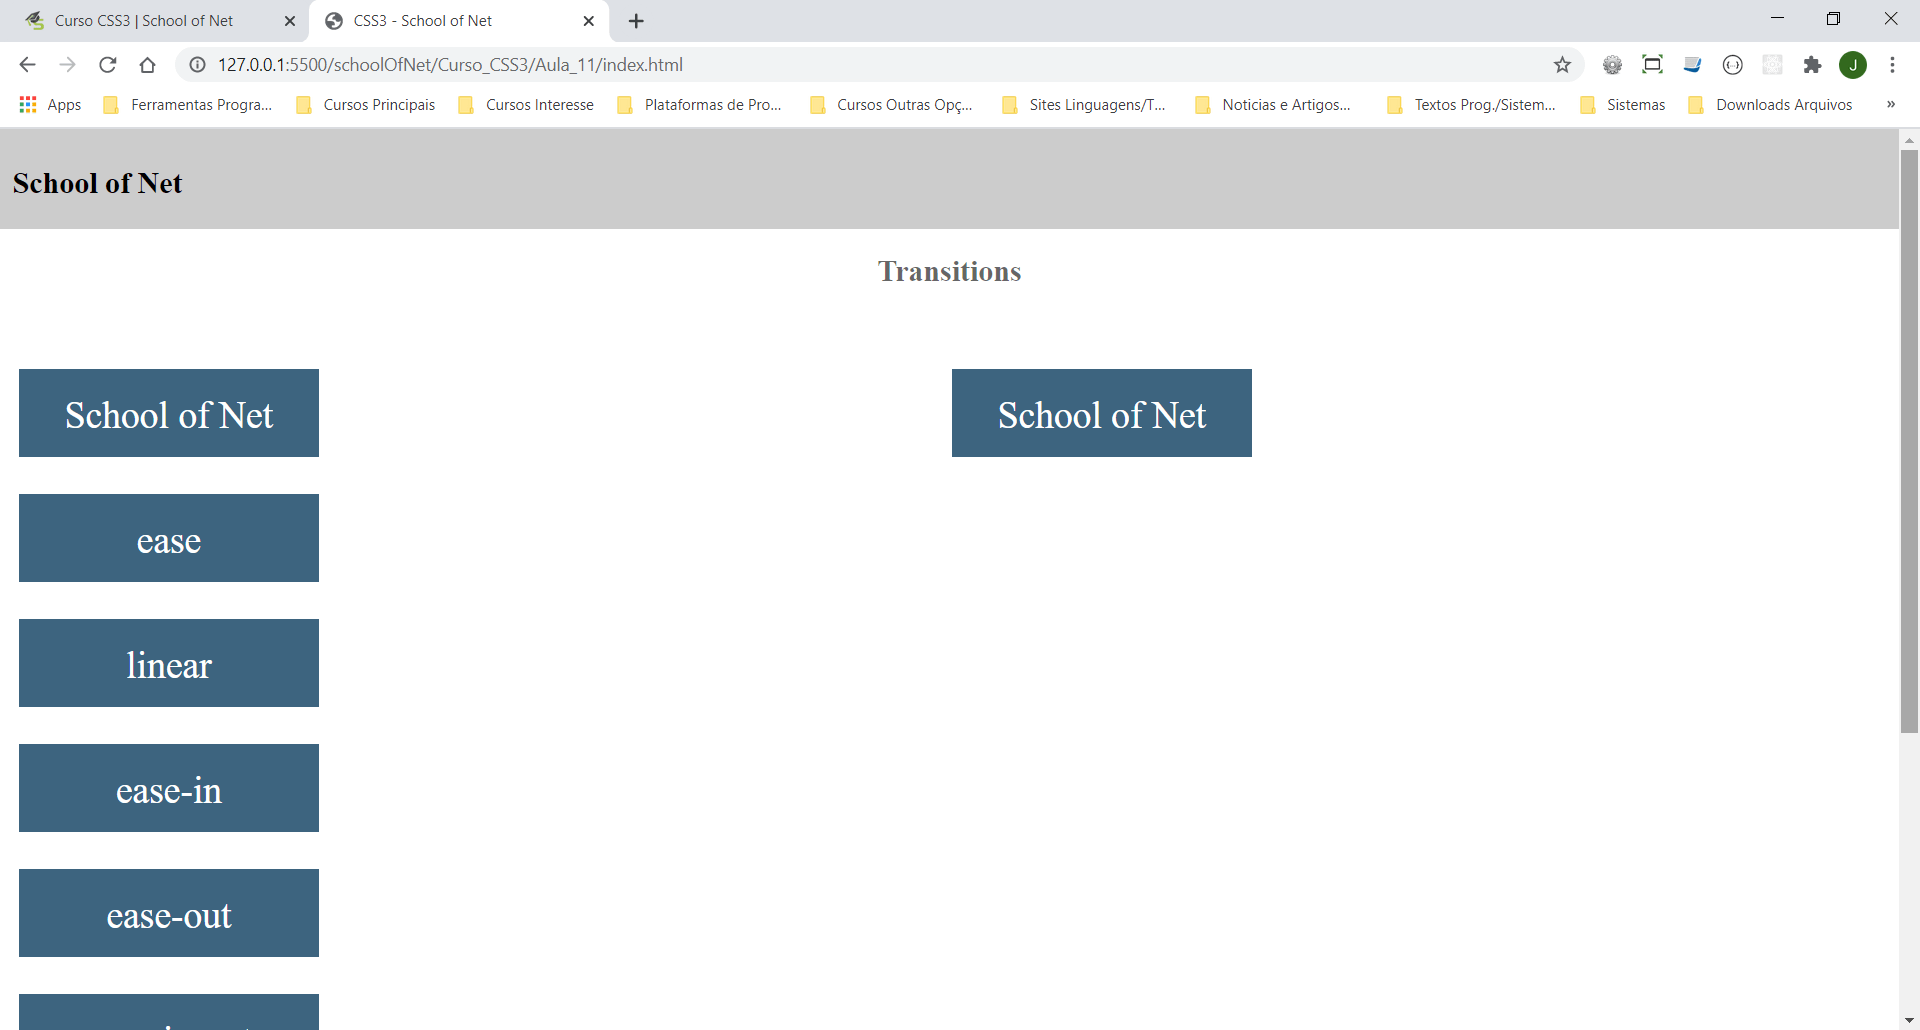 Curso CSS3 | School of Net
CSS3 - School of Net
127.0.0.1:5500/schoolOfNet/Curso_CSS3/Aula_11/index.html
J
Apps Ferramentas Progra... Cursos Principais Cursos Interesse Plataformas de Pro... Cursos Outras Opç... Sites Linguagens/T... Noticias e Artigos... Textos Prog./Sistem... Sistemas Downloads Arquivos »
School of Net
Transitions
School of Net School of Net
ease
linear
ease-in
ease-out